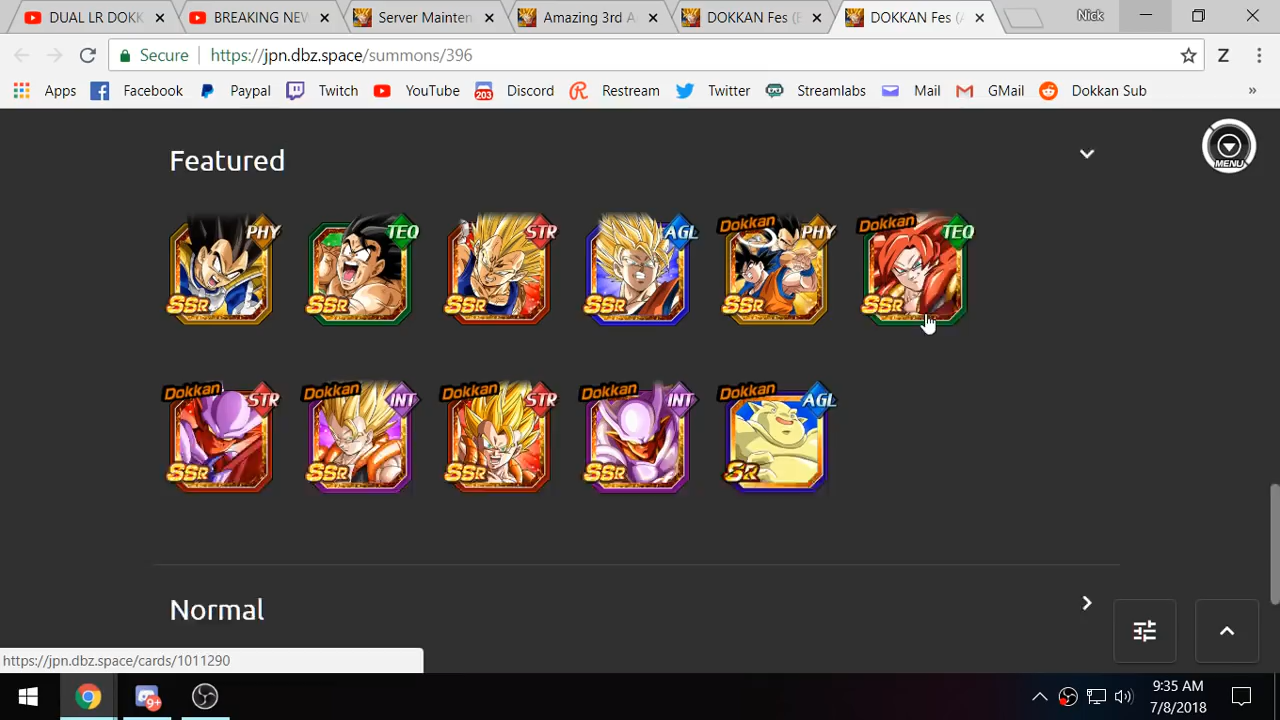 DUAL LR DOKK
BREAKING NEW
Server Mainten
Amazing 3rd A
DOKKAN Fes (B
DOKKAN Fes (A
Nick
Secure https://jpn.dbz.space/summons/396
Z
Apps Facebook Paypal Twitch YouTube 203 Discord Restream Twitter Streamlabs Mail GMail Dokkan Sub »
Featured
MENU
PHY TEQ STR AGL Dokkan PHY Dokkan TEQ
SSR SSR SSR SSR SSR SSR
Dokkan STR Dokkan INT Dokkan STR Dokkan INT Dokkan AGL
SSR SSR SSR SSR SR
Normal
https://jpn.dbz.space/cards/1011290
9+
9:35 AM
7/8/2018